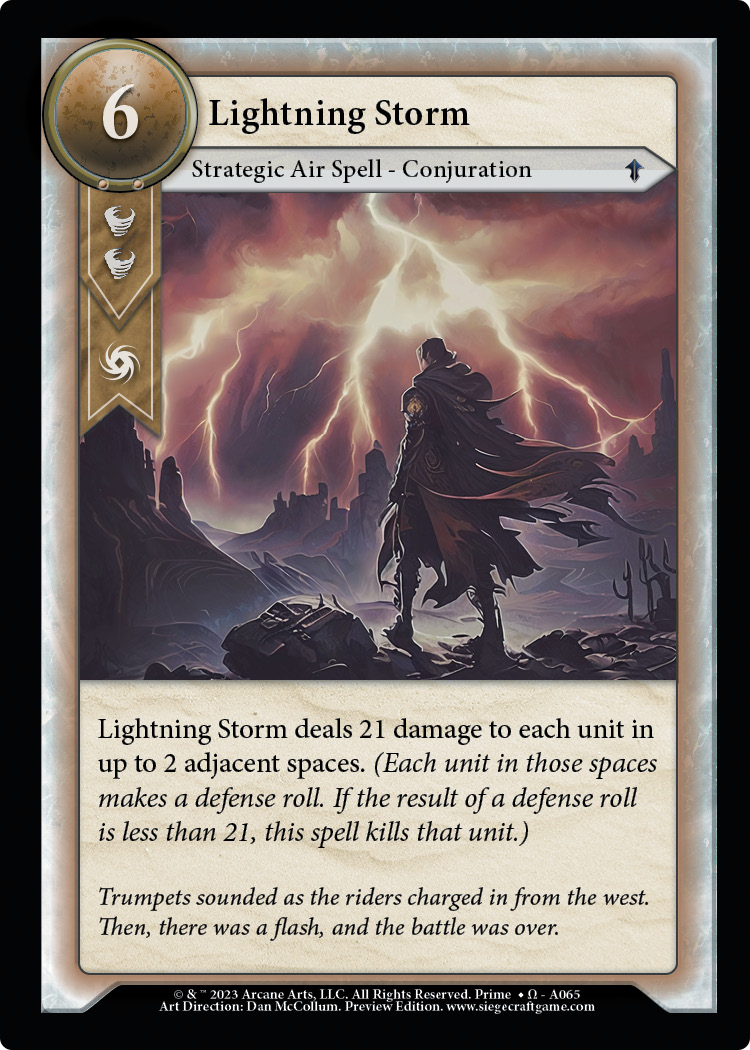 6
Lightning Storm
Strategic Air Spell - Conjuration
Lightning Storm deals 21 damage to each unit in
up to 2 adjacent spaces. (Each unit in those spaces
makes a defense roll. If the result of a defense roll
is less than 21, this spell kills that unit.)
Trumpets sounded as the riders charged in from the west.
Then, there was a flash, and the battle was over.
© & ™ 2023 Arcane Arts, LLC. All Rights Reserved. Prime ⬥ Ω - A065
Art Direction: Dan McCollum. Preview Edition. www.siegecraftgame.com